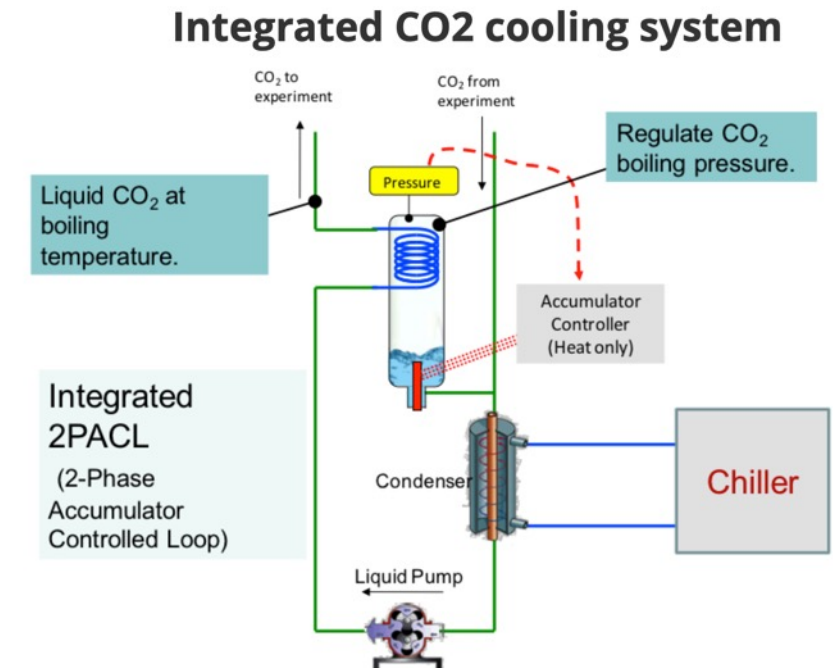 Integrated CO2 cooling system
CO₂ to
experiment
CO₂ from
experiment
Regulate CO₂
boiling pressure.
Pressure
Liquid CO₂ at
boiling
temperature.
Accumulator
Controller
(Heat only)
Integrated
2PACL
(2-Phase
Accumulator
Controlled Loop)
Condenser
Chiller
Liquid Pump